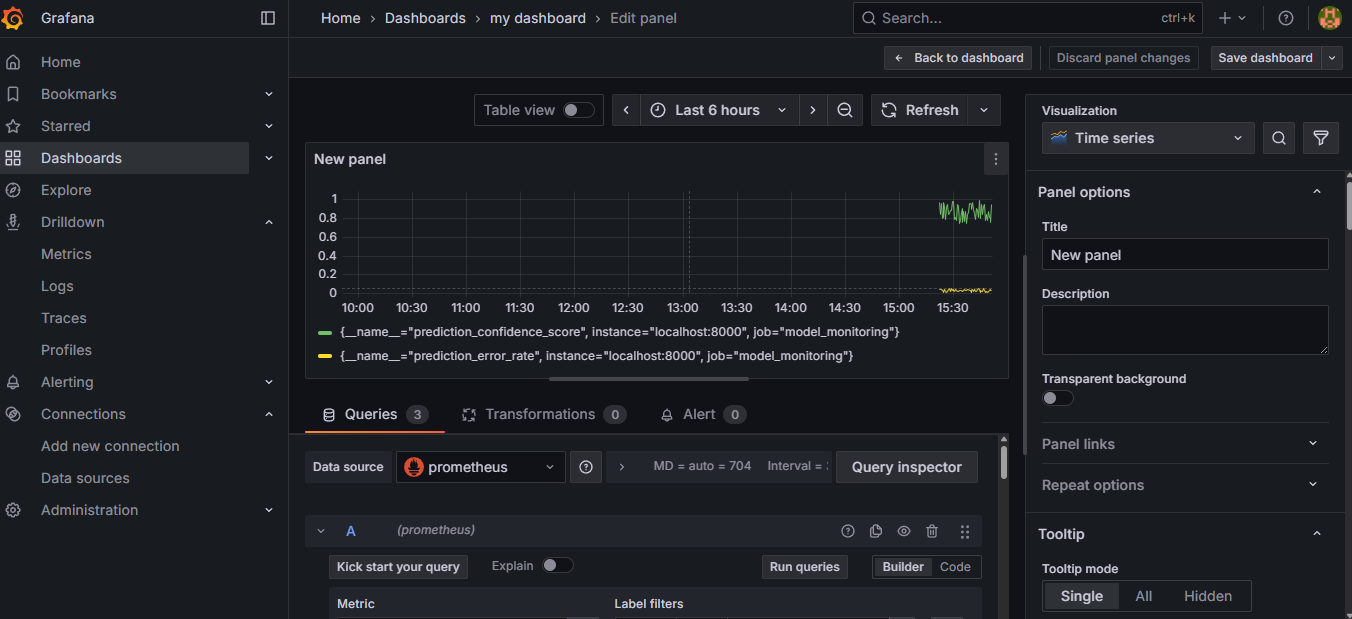 Grafana
Home › Dashboards › my dashboard › Edit panel
Search...
ctrl+k
Back to dashboard
Discard panel changes
Save dashboard
Home
Bookmarks
Starred
Dashboards
Explore
Drilldown
Metrics
Logs
Traces
Profiles
Alerting
Connections
Add new connection
Data sources
Administration
Table view
Last 6 hours
Refresh
New panel
1
0.8
0.6
0.4
0.2
0
10:00 10:30 11:00 11:30 12:00 12:30 13:00 13:30 14:00 14:30 15:00 15:30
{__name__="prediction_confidence_score", instance="localhost:8000", job="model_monitoring"}
{__name__="prediction_error_rate", instance="localhost:8000", job="model_monitoring"}
Queries 3
Transformations 0
Alert 0
Data source
prometheus
MD = auto = 704 Interval =
Query inspector
A (prometheus)
Kick start your query
Explain
Run queries
Builder Code
Metric
Label filters
Visualization
Time series
Panel options
Title
New panel
Description
Transparent background
Panel links
Repeat options
Tooltip
Tooltip mode
Single All Hidden